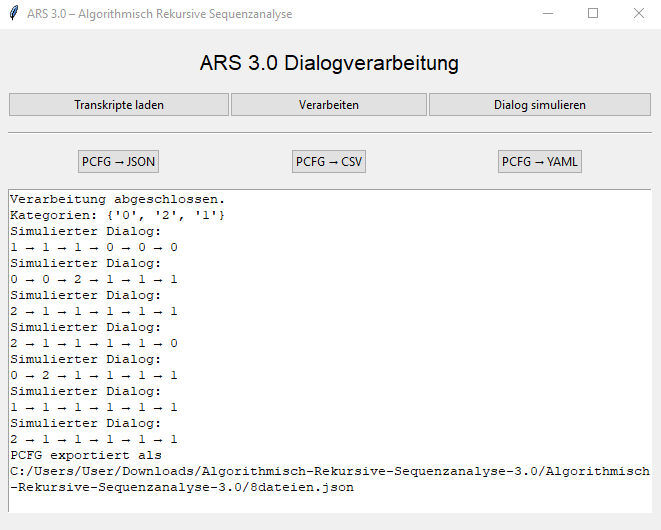 ARS 3.0 – Algorithmisch Rekursive Sequenzanalyse
ARS 3.0 Dialogverarbeitung
Transkripte laden
Verarbeiten
Dialog simulieren
PCFG → JSON
PCFG → CSV
PCFG → YAML
Verarbeitung abgeschlossen.
Kategorien: {'0', '2', '1'}
Simulierter Dialog:
1 → 1 → 1 → 0 → 0 → 0
Simulierter Dialog:
0 → 0 → 2 → 1 → 1 → 1
Simulierter Dialog:
2 → 1 → 1 → 1 → 1 → 1
Simulierter Dialog:
2 → 1 → 1 → 1 → 1 → 0
Simulierter Dialog:
0 → 2 → 1 → 1 → 1 → 1
Simulierter Dialog:
1 → 1 → 1 → 1 → 1 → 1
Simulierter Dialog:
2 → 1 → 1 → 1 → 1 → 1
PCFG exportiert als
C:/Users/User/Downloads/Algorithmisch-Rekursive-Sequenzanalyse-3.0/Algorithmisch
-Rekursive-Sequenzanalyse-3.0/8dateien.json